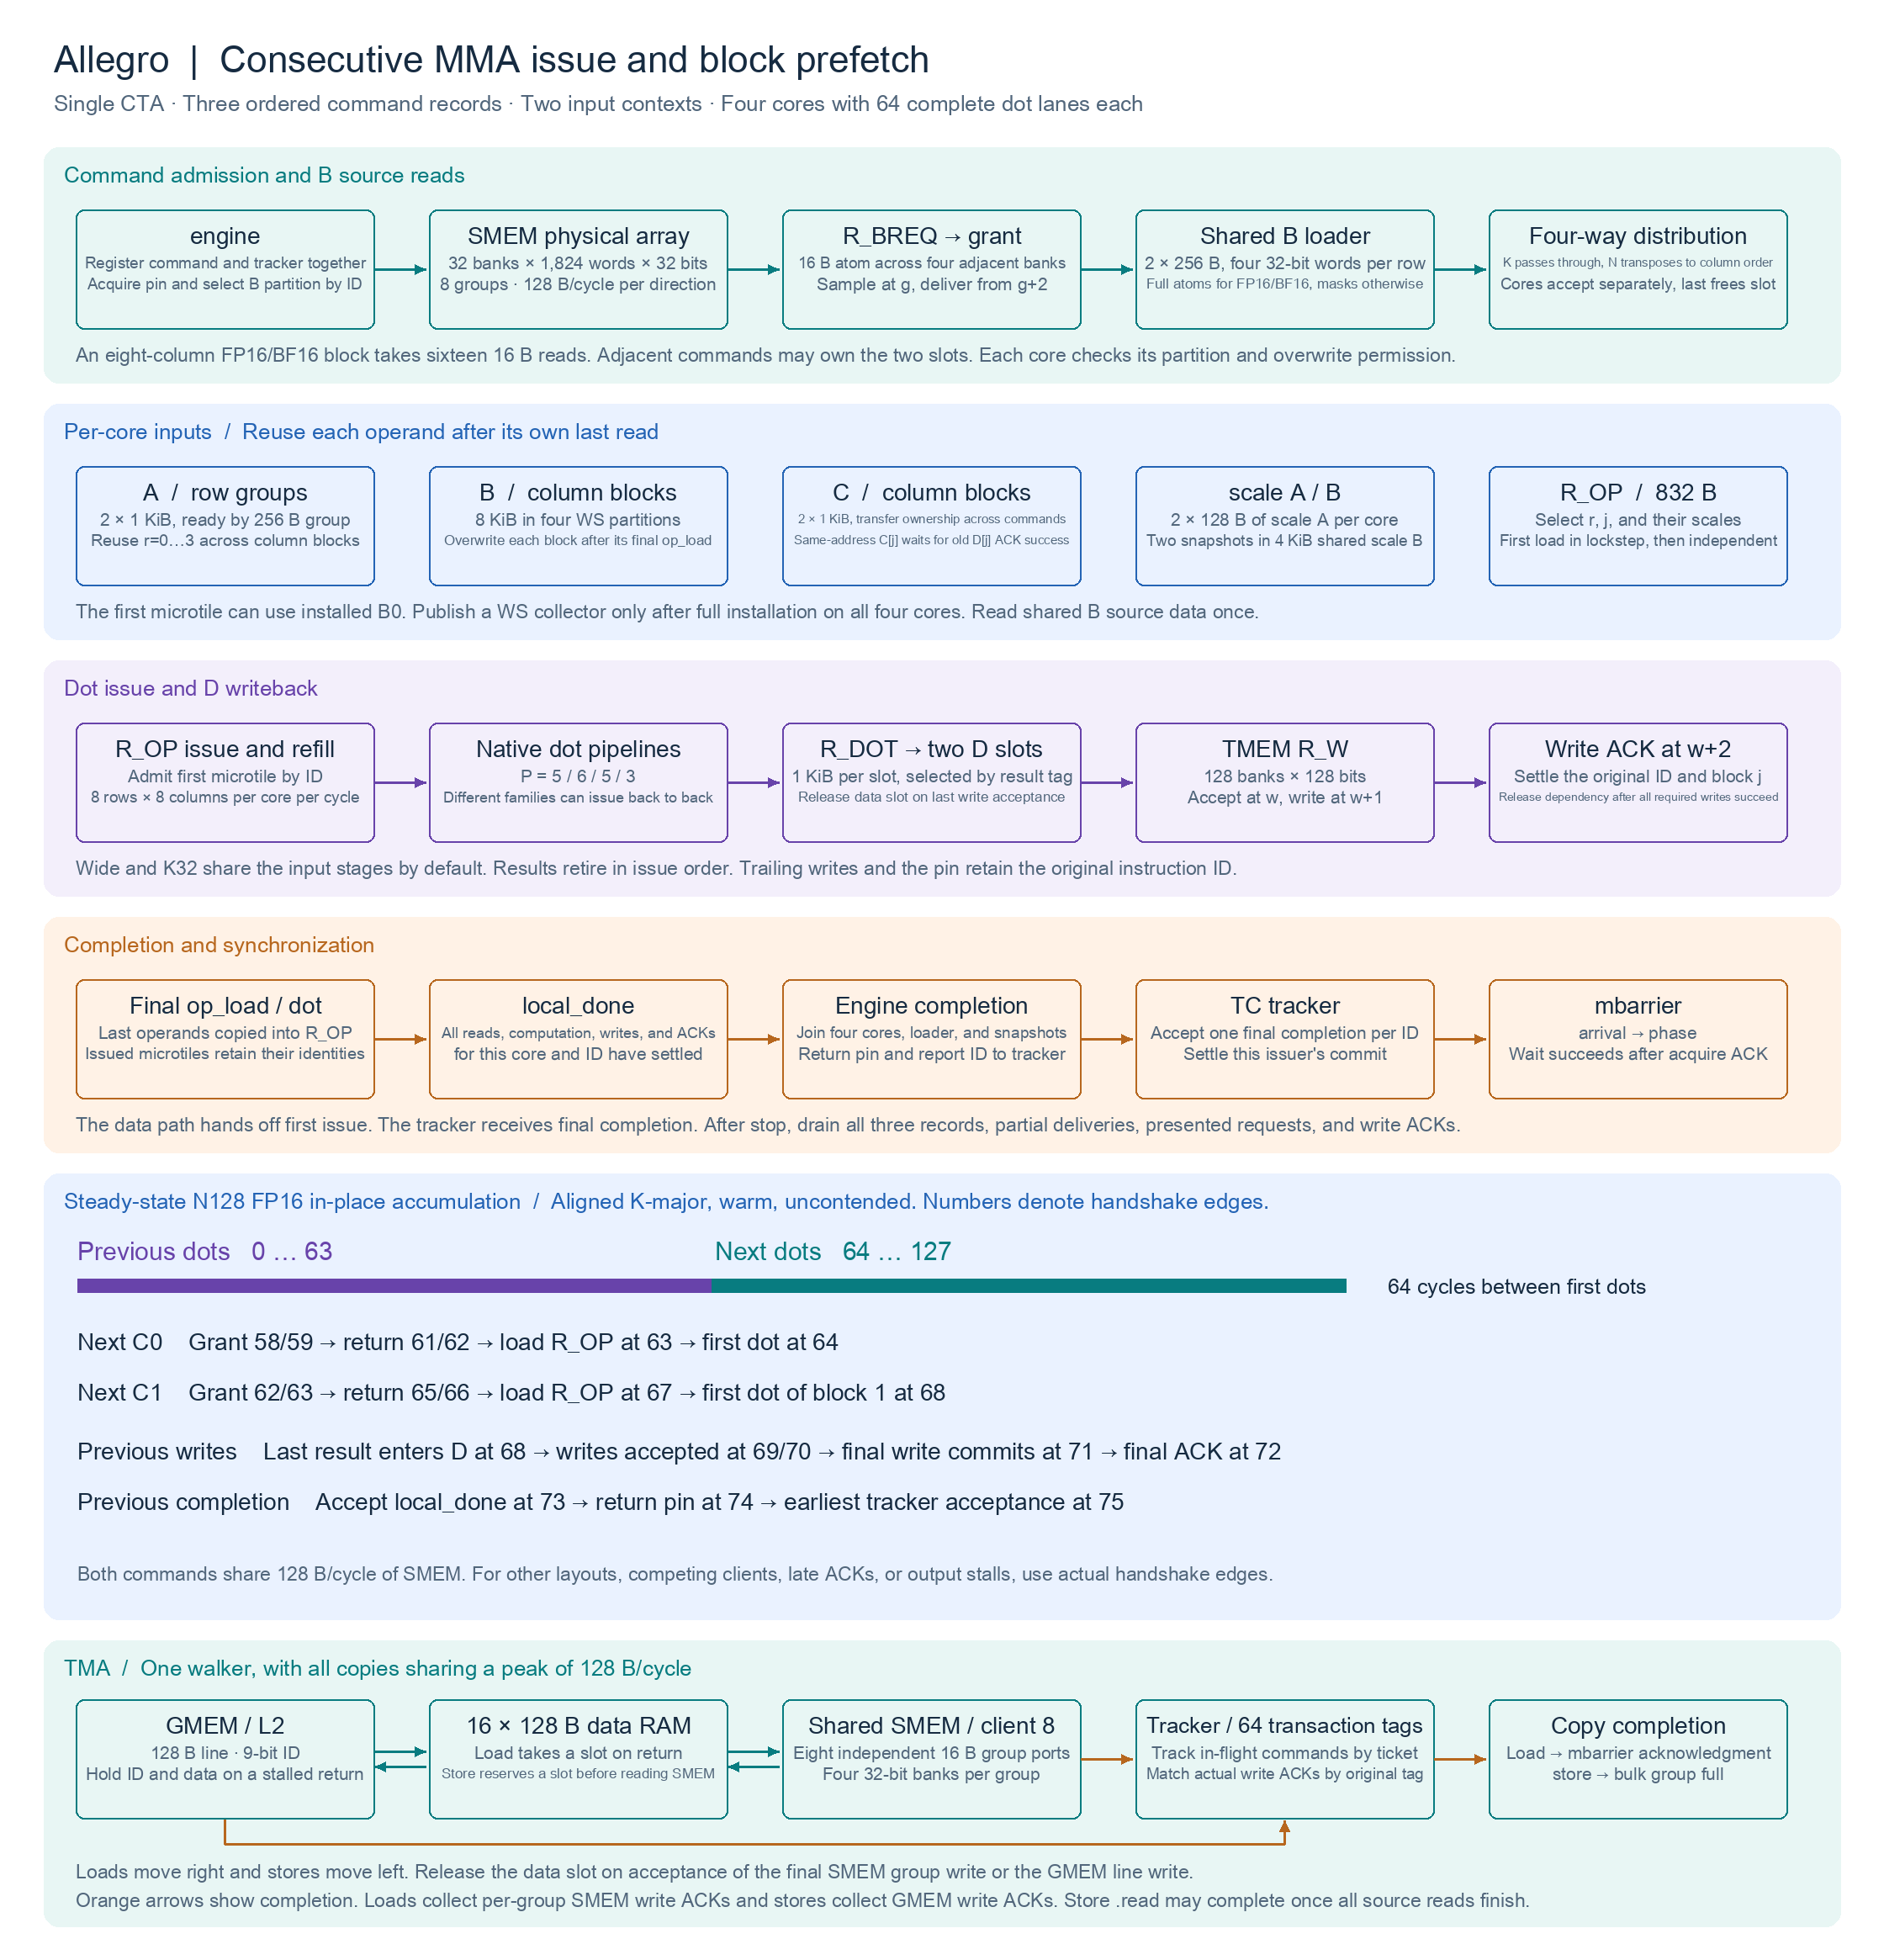 Allegro | Consecutive MMA issue and block prefetch
Single CTA · Three ordered command records · Two input contexts · Four cores with 64 complete dot lanes each
Command admission and B source reads
engine
Register command and tracker together
Acquire pin and select B partition by ID
SMEM physical array
32 banks × 1,824 words × 32 bits
8 groups · 128 B/cycle per direction
R_BREQ → grant
16 B atom across four adjacent banks
Sample at g, deliver from g+2
Shared B loader
2 × 256 B, four 32-bit words per row
Full atoms for FP16/BF16, masks otherwise
Four-way distribution
K passes through, N transposes to column order
Cores accept separately, last frees slot
An eight-column FP16/BF16 block takes sixteen 16 B reads. Adjacent commands may own the two slots. Each core checks its partition and overwrite permission.
Per-core inputs / Reuse each operand after its own last read
A / row groups
2 × 1 KiB, ready by 256 B group
Reuse r=0…3 across column blocks
B / column blocks
8 KiB in four WS partitions
Overwrite each block after its final op_load
C / column blocks
2 × 1 KiB, transfer ownership across commands
Same-address C[j] waits for old D[j] ACK success
scale A / B
2 × 128 B of scale A per core
Two snapshots in 4 KiB shared scale B
R_OP / 832 B
Select r, j, and their scales
First load in lockstep, then independent
The first microtile can use installed B0. Publish a WS collector only after full installation on all four cores. Read shared B source data once.
Dot issue and D writeback
R_OP issue and refill
Admit first microtile by ID
8 rows × 8 columns per core per cycle
Native dot pipelines
P = 5 / 6 / 5 / 3
Different families can issue back to back
R_DOT → two D slots
1 KiB per slot, selected by result tag
Release data slot on last write acceptance
TMEM R_W
128 banks × 128 bits
Accept at w, write at w+1
Write ACK at w+2
Settle the original ID and block j
Release dependency after all required writes succeed
Wide and K32 share the input stages by default. Results retire in issue order. Trailing writes and the pin retain the original instruction ID.
Completion and synchronization
Final op_load / dot
Last operands copied into R_OP
Issued microtiles retain their identities
local_done
All reads, computation, writes, and ACKs
for this core and ID have settled
Engine completion
Join four cores, loader, and snapshots
Return pin and report ID to tracker
TC tracker
Accept one final completion per ID
Settle this issuer's commit
mbarrier
arrival → phase
Wait succeeds after acquire ACK
The data path hands off first issue. The tracker receives final completion. After stop, drain all three records, partial deliveries, presented requests, and write ACKs.
Steady-state N128 FP16 in-place accumulation / Aligned K-major, warm, uncontended. Numbers denote handshake edges.
Previous dots 0 … 63
Next dots 64 … 127
64 cycles between first dots
Next C0 Grant 58/59 → return 61/62 → load R_OP at 63 → first dot at 64
Next C1 Grant 62/63 → return 65/66 → load R_OP at 67 → first dot of block 1 at 68
Previous writes Last result enters D at 68 → writes accepted at 69/70 → final write commits at 71 → final ACK at 72
Previous completion Accept local_done at 73 → return pin at 74 → earliest tracker acceptance at 75
Both commands share 128 B/cycle of SMEM. For other layouts, competing clients, late ACKs, or output stalls, use actual handshake edges.
TMA / One walker, with all copies sharing a peak of 128 B/cycle
GMEM / L2
128 B line · 9-bit ID
Hold ID and data on a stalled return
16 × 128 B data RAM
Load takes a slot on return
Store reserves a slot before reading SMEM
Shared SMEM / client 8
Eight independent 16 B group ports
Four 32-bit banks per group
Tracker / 64 transaction tags
Track in-flight commands by ticket
Match actual write ACKs by original tag
Copy completion
Load → mbarrier acknowledgment
store → bulk group full
Loads move right and stores move left. Release the data slot on acceptance of the final SMEM group write or the GMEM line write.
Orange arrows show completion. Loads collect per-group SMEM write ACKs and stores collect GMEM write ACKs. Store .read may complete once all source reads finish.